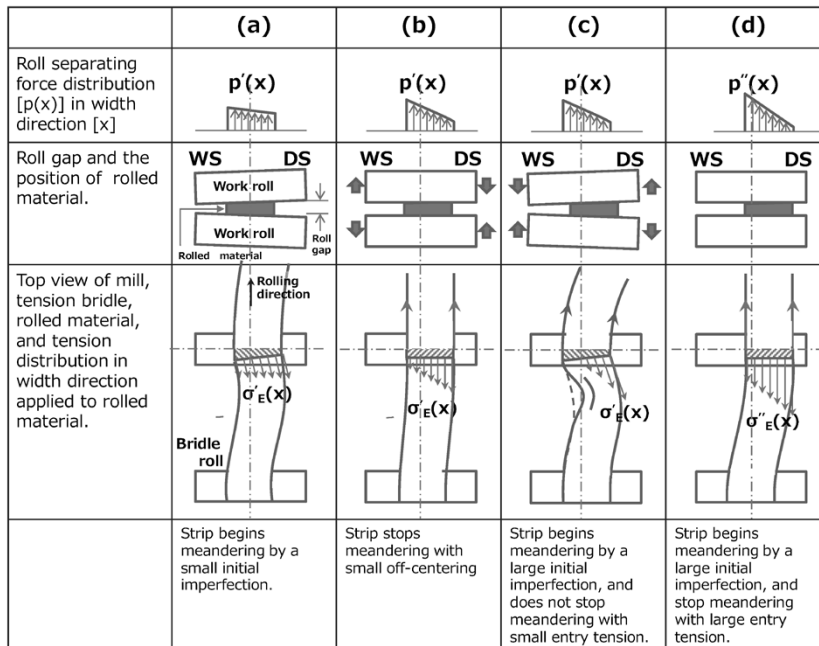 (a)
(b)
(c)
(d)
Roll separating
force distribution
[p(x)] in width
direction [x]
p′(x)
p′(x)
p′(x)
p″(x)
Roll gap and the
position of rolled
material.
WS
DS
Work roll
Work roll
Rolled material
Roll
gap
WS
DS
WS
DS
WS
DS
Top view of mill,
tension bridle,
rolled material,
and tension
distribution in
width direction
applied to rolled
material.
Rolling
direction
σ′E(x)
Bridle
roll
σ′E(x)
σ′E(x)
σ″E(x)
Strip begins
meandering by a
small initial
imperfection.
Strip stops
meandering with
small off-centering
Strip begins
meandering by a
large initial
imperfection, and
does not stop
meandering with
small entry tension.
Strip begins
meandering by a
large initial
imperfection, and
stop meandering
with large entry
tension.